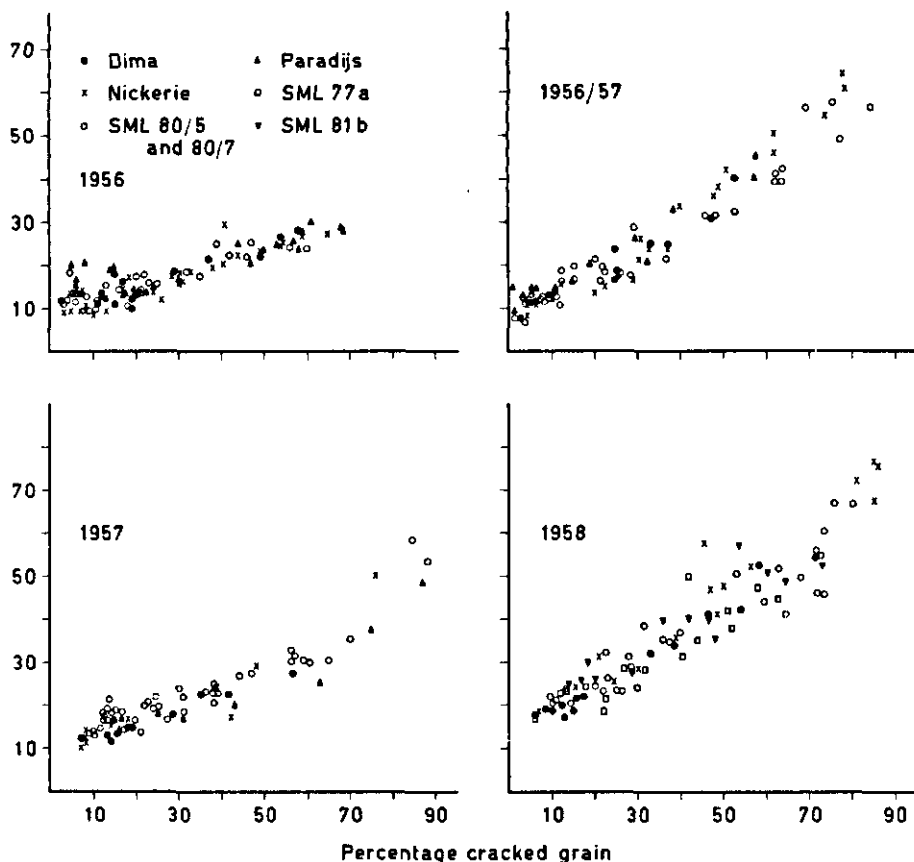 70
50
30
10
Dima
Nickerie
SML 80/5
and 80/7
Paradijs
SML 77a
SML 81b
1956
1956/57
70
50
30
10
1957
1958
10 30 50 70 90
10 30 50 70 90
Percentage cracked grain